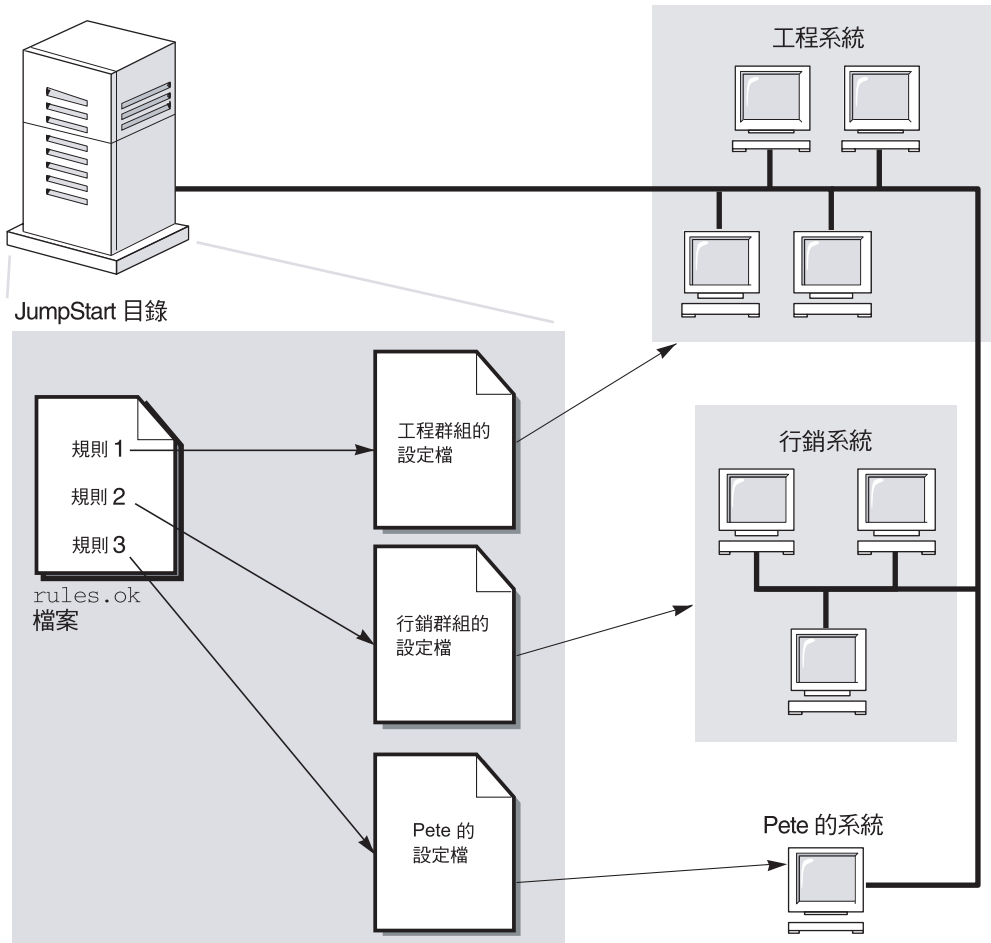 工程系統
JumpStart 目錄
規則 1
規則 2
規則 3
rules.ok
檔案
工程群組的
設定檔
行銷群組的
設定檔
Pete 的
設定檔
行銷系統
Pete 的系統